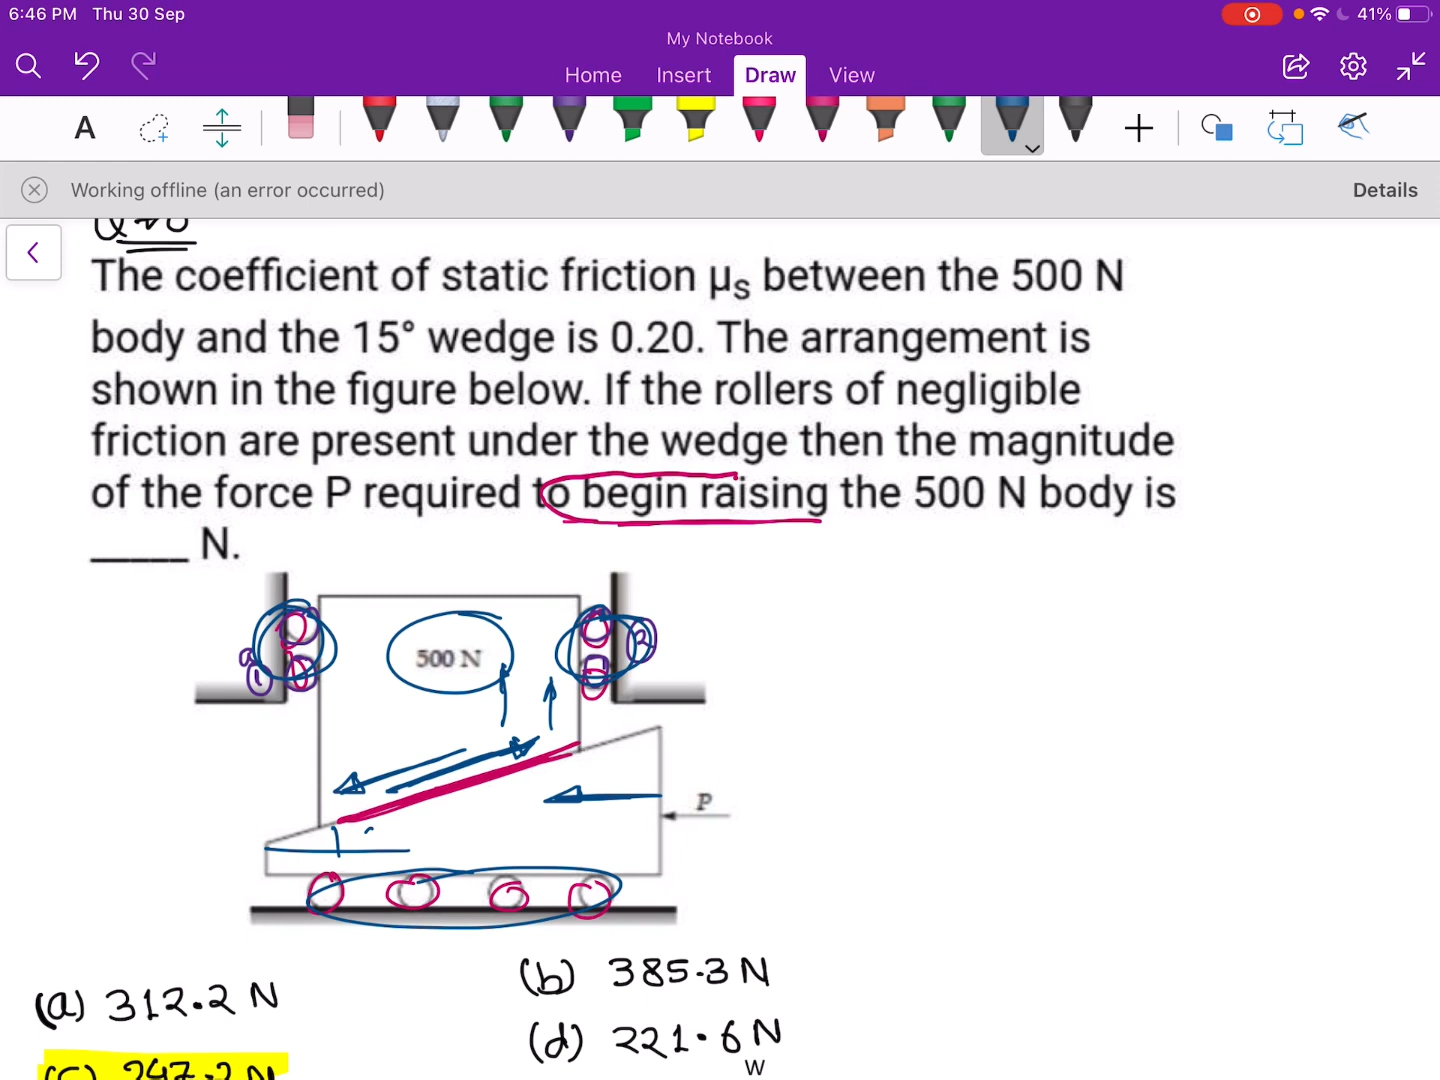 6:46 PM Thu 30 Sep
41%
My Notebook
Home Insert Draw View
A
Working offline (an error occurred)
Details
The coefficient of static friction μs between the 500 N
body and the 15° wedge is 0.20. The arrangement is
shown in the figure below. If the rollers of negligible
friction are present under the wedge then the magnitude
of the force P required to begin raising the 500 N body is
_____ N.
500 N
P
(a) 312.2 N
(b) 385.3 N
(c) 247.2 N
(d) 221.6 N
W